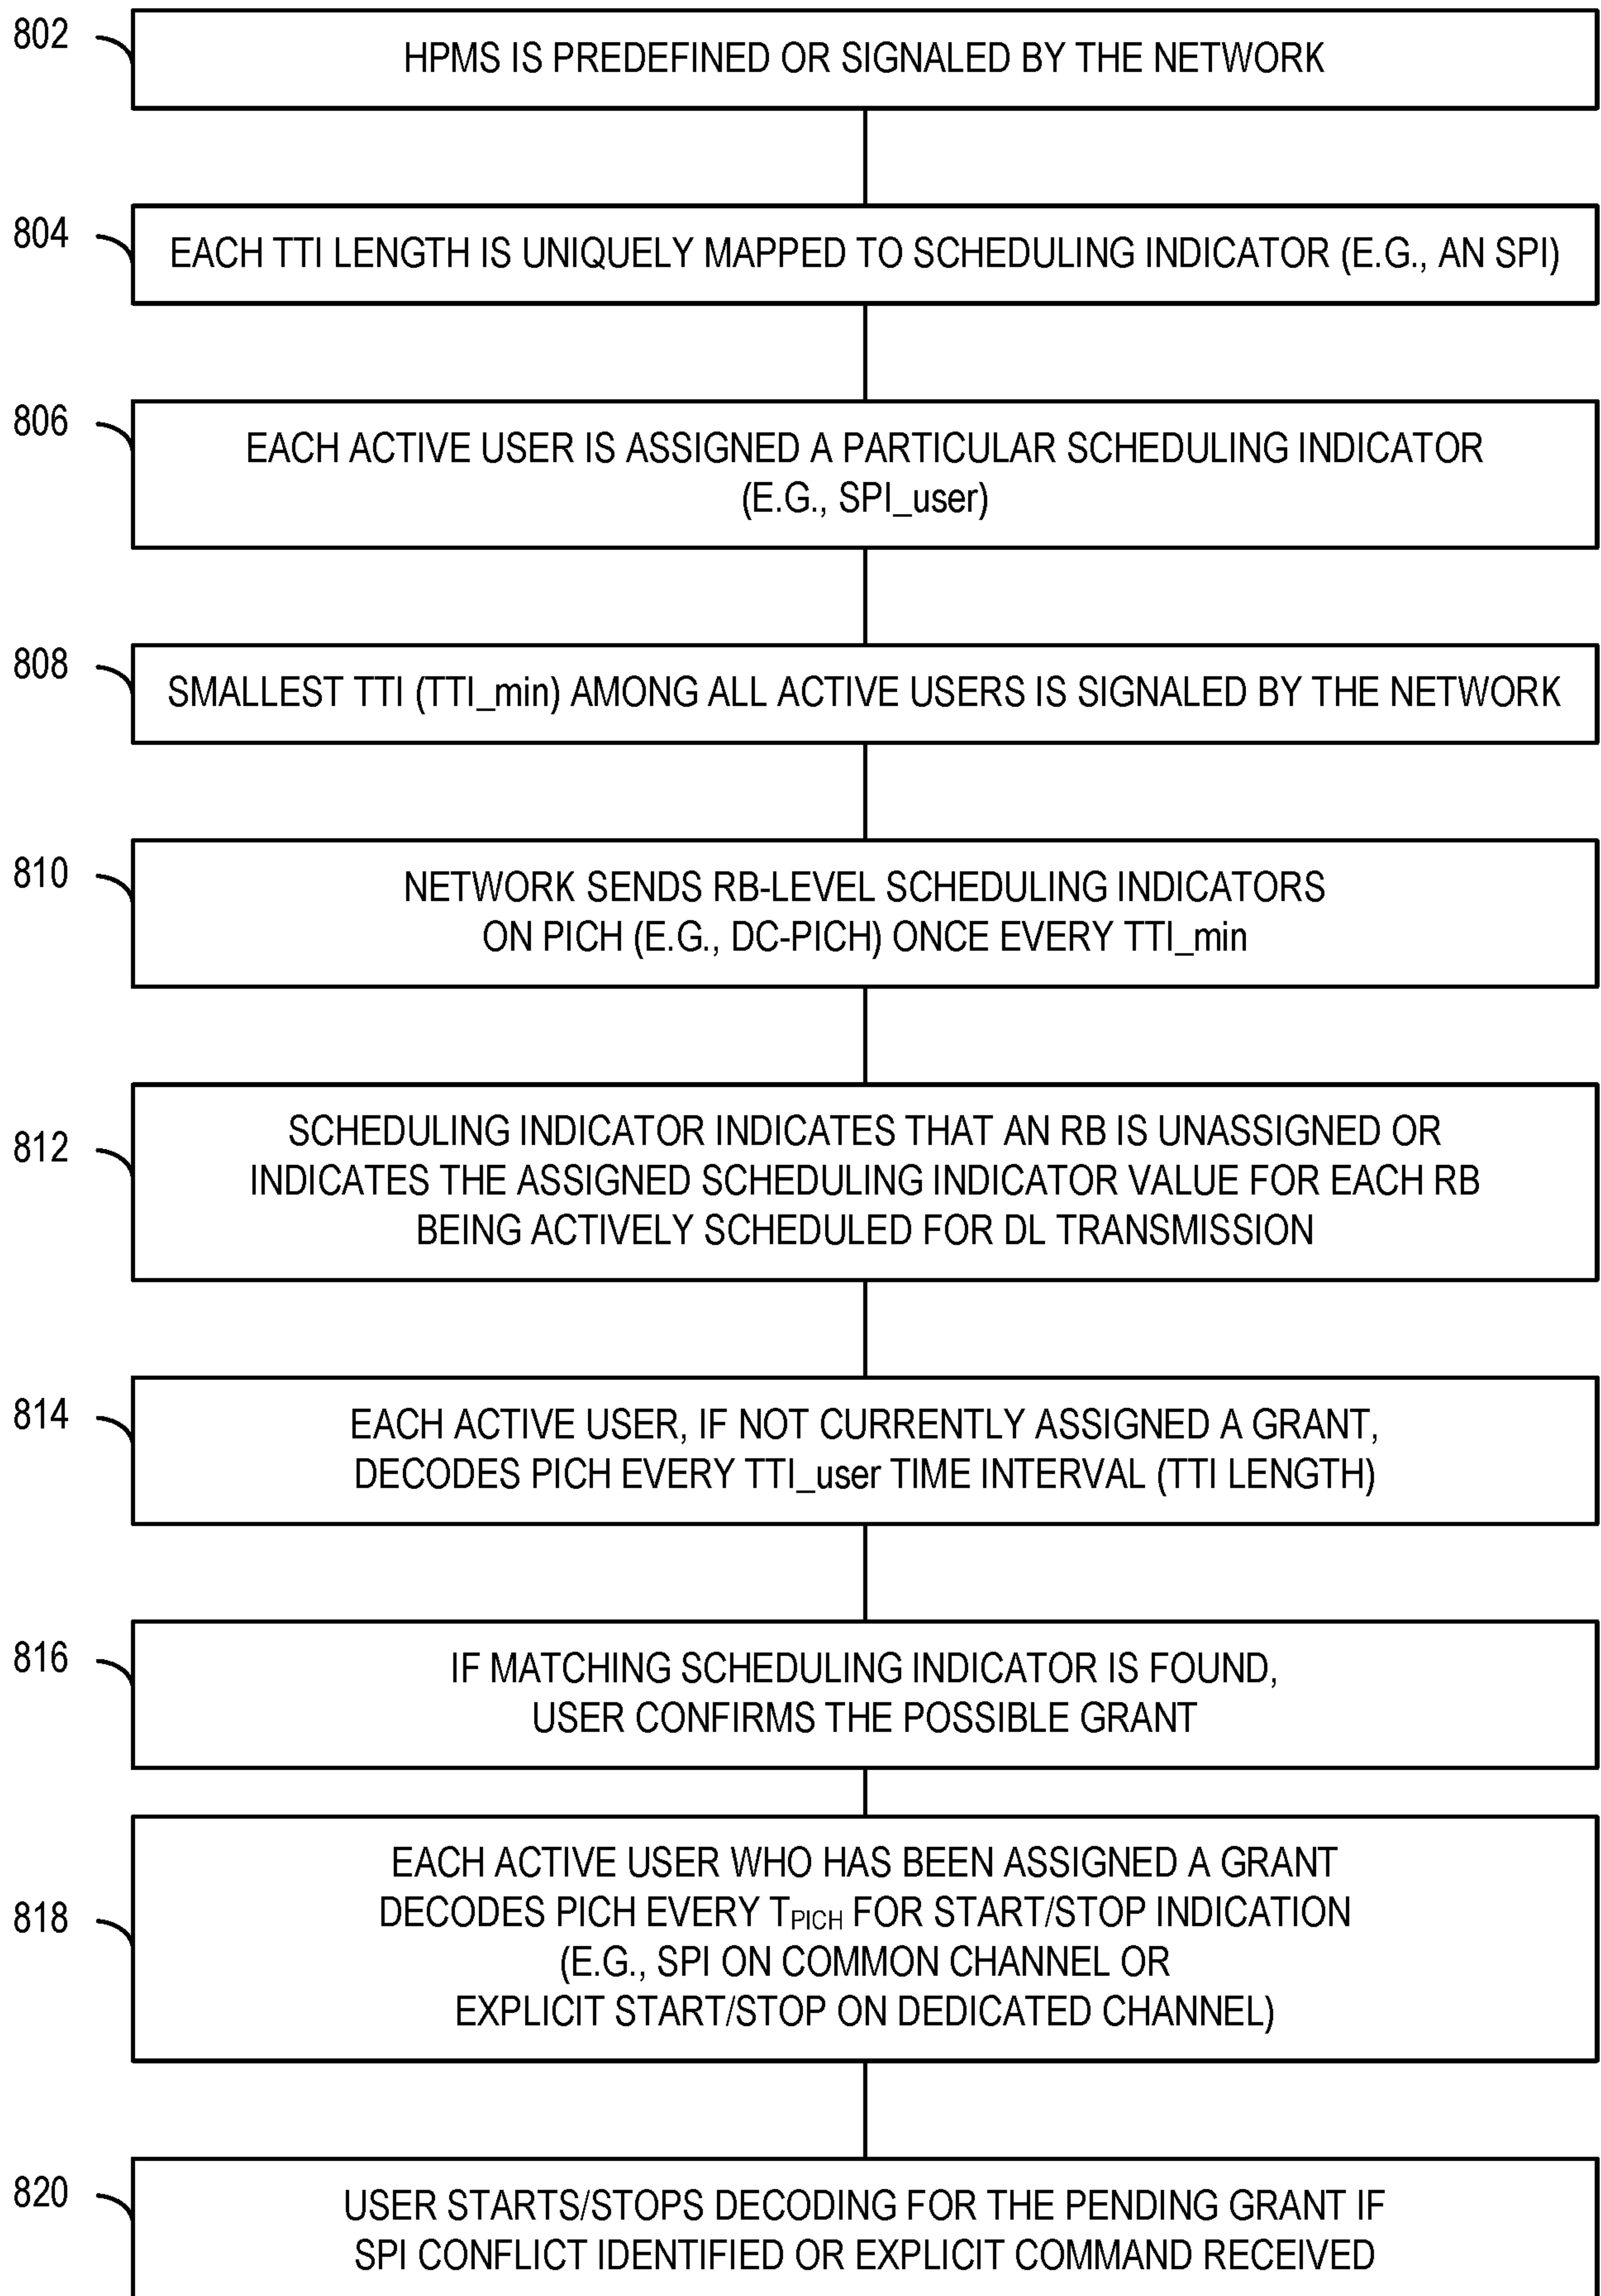 802
HPMS IS PREDEFINED OR SIGNALED BY THE NETWORK
804
EACH TTI LENGTH IS UNIQUELY MAPPED TO SCHEDULING INDICATOR (E.G., AN SPI)
806
EACH ACTIVE USER IS ASSIGNED A PARTICULAR SCHEDULING INDICATOR
(E.G., SPI_user)
808
SMALLEST TTI (TTI_min) AMONG ALL ACTIVE USERS IS SIGNALED BY THE NETWORK
810
NETWORK SENDS RB-LEVEL SCHEDULING INDICATORS
ON PICH (E.G., DC-PICH) ONCE EVERY TTI_min
812
SCHEDULING INDICATOR INDICATES THAT AN RB IS UNASSIGNED OR
INDICATES THE ASSIGNED SCHEDULING INDICATOR VALUE FOR EACH RB
BEING ACTIVELY SCHEDULED FOR DL TRANSMISSION
814
EACH ACTIVE USER, IF NOT CURRENTLY ASSIGNED A GRANT,
DECODES PICH EVERY TTI_user TIME INTERVAL (TTI LENGTH)
816
IF MATCHING SCHEDULING INDICATOR IS FOUND,
USER CONFIRMS THE POSSIBLE GRANT
818
EACH ACTIVE USER WHO HAS BEEN ASSIGNED A GRANT
DECODES PICH EVERY TPICH FOR START/STOP INDICATION
(E.G., SPI ON COMMON CHANNEL OR
EXPLICIT START/STOP ON DEDICATED CHANNEL)
820
USER STARTS/STOPS DECODING FOR THE PENDING GRANT IF
SPI CONFLICT IDENTIFIED OR EXPLICIT COMMAND RECEIVED